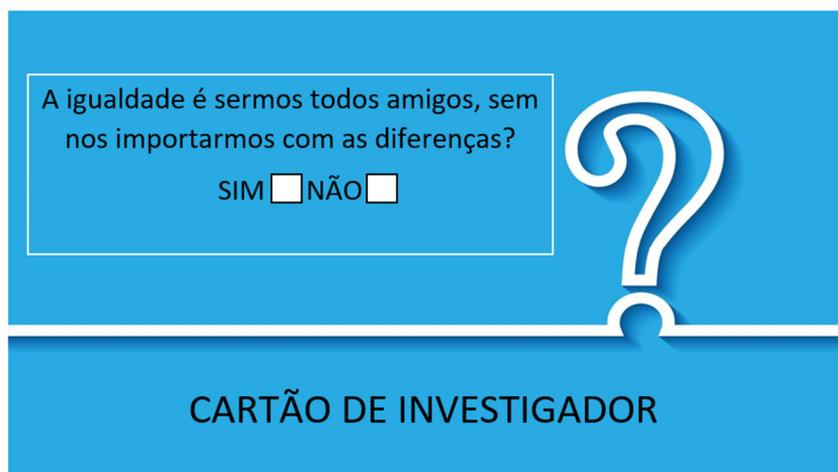 A igualdade é sermos todos amigos, sem
nos importarmos com as diferenças?
SIM NÃO
CARTÃO DE INVESTIGADOR